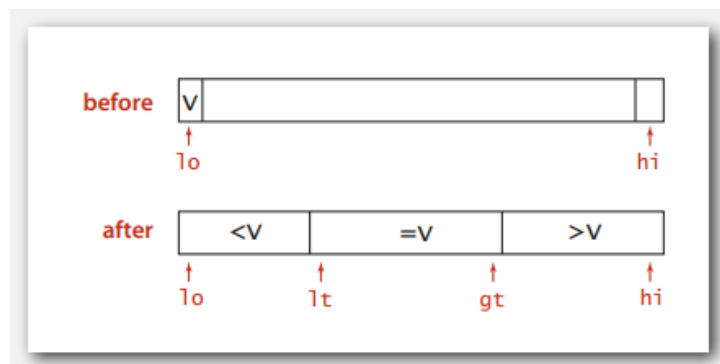 before v
lo hi
after <v =v >v
lo lt gt hi